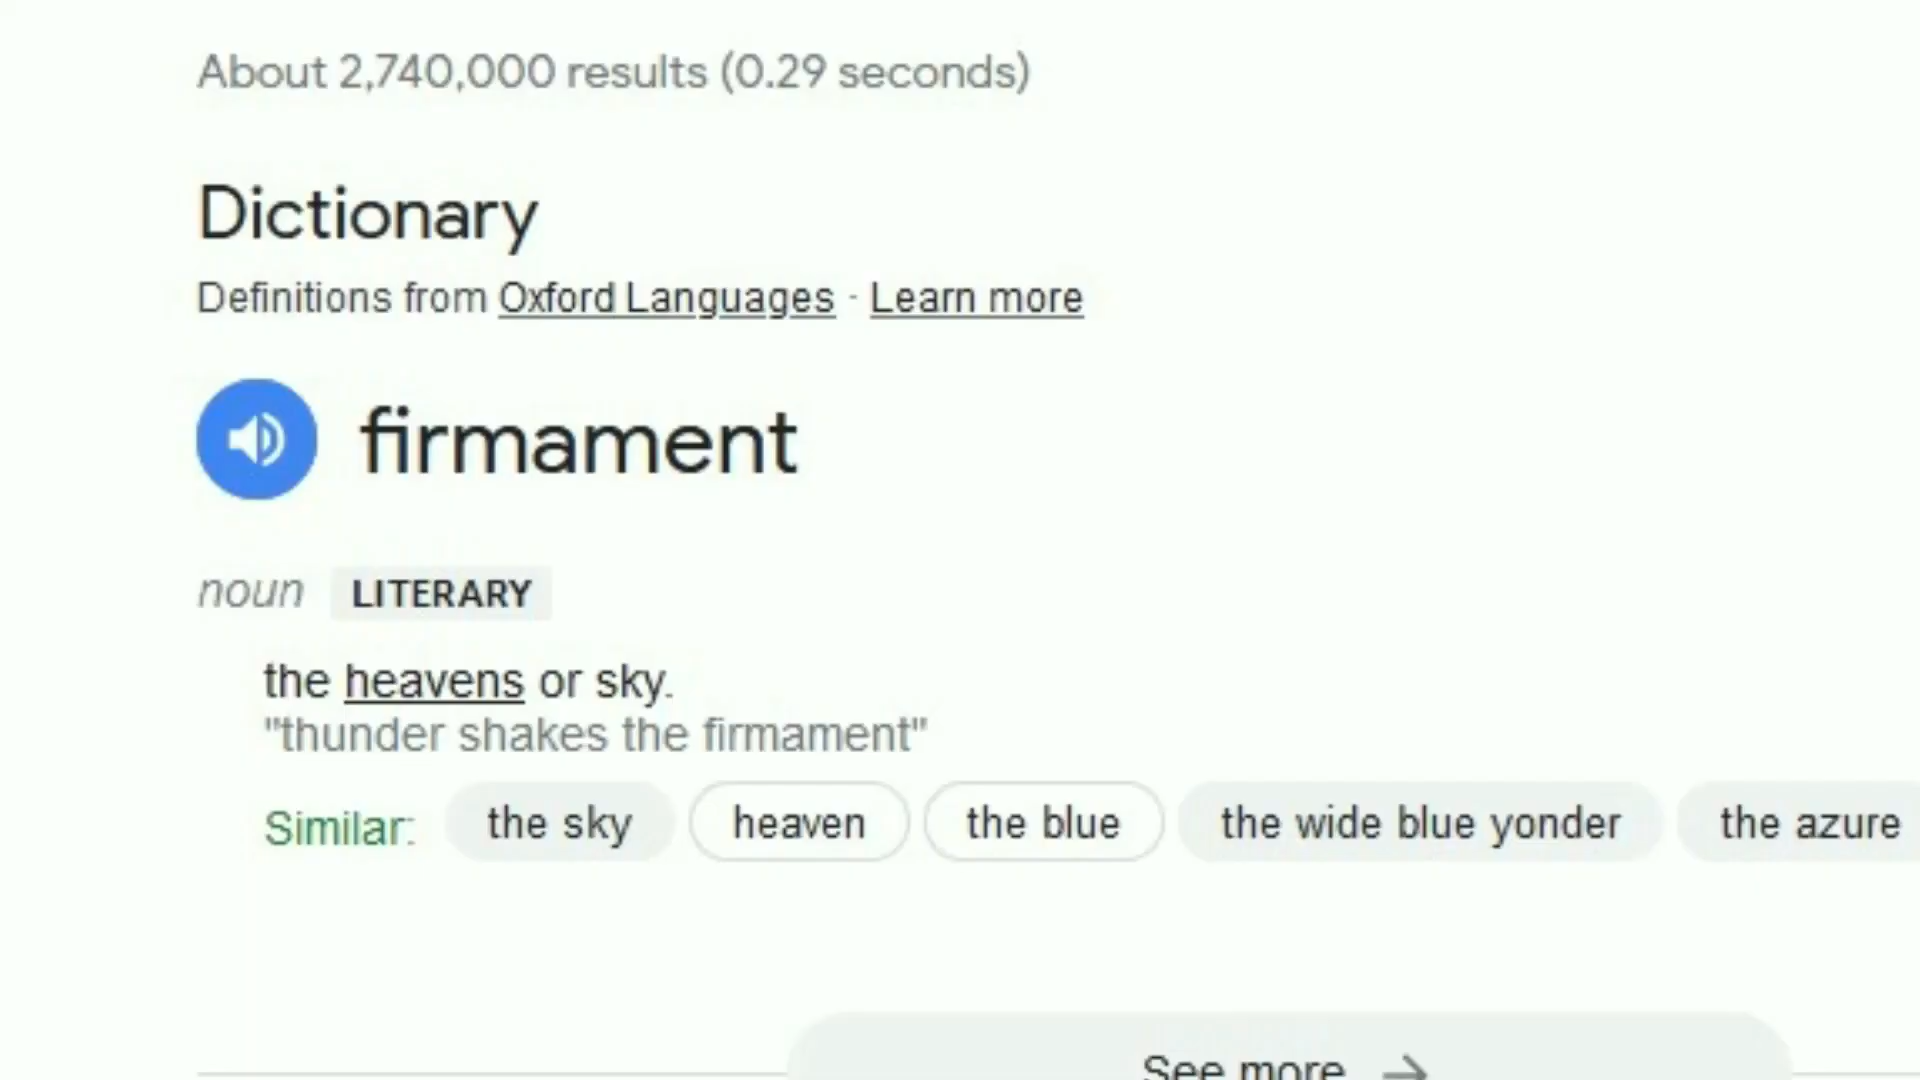 About 2,740,000 results (0.29 seconds)
Dictionary
Definitions from Oxford Languages · Learn more
firmament
noun LITERARY
the heavens or sky.
"thunder shakes the firmament"
Similar: the sky heaven the blue the wide blue yonder the azure
See more